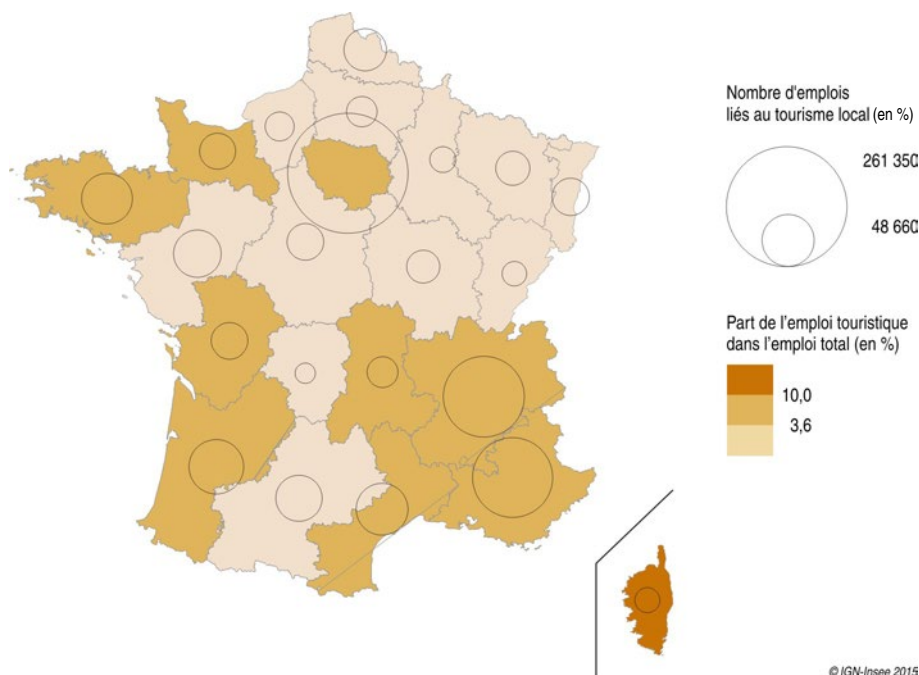 Nombre d'emplois
liés au tourisme local (en %)
261 350
48 660
Part de l'emploi touristique
dans l'emploi total (en %)
10,0
3,6
© IGN-Insee 2015